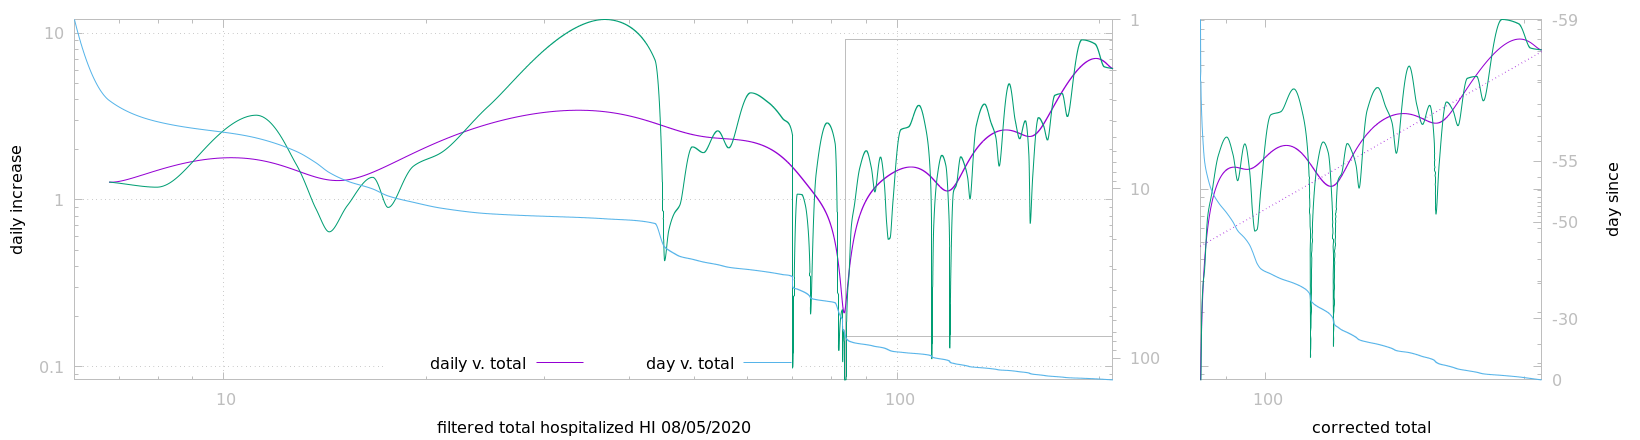 10
1
0.1
daily increase
10
100
1
10
100
daily v. total
day v. total
filtered total hospitalized HI 08/05/2020
-59
-55
-50
-30
0
day since
100
corrected total